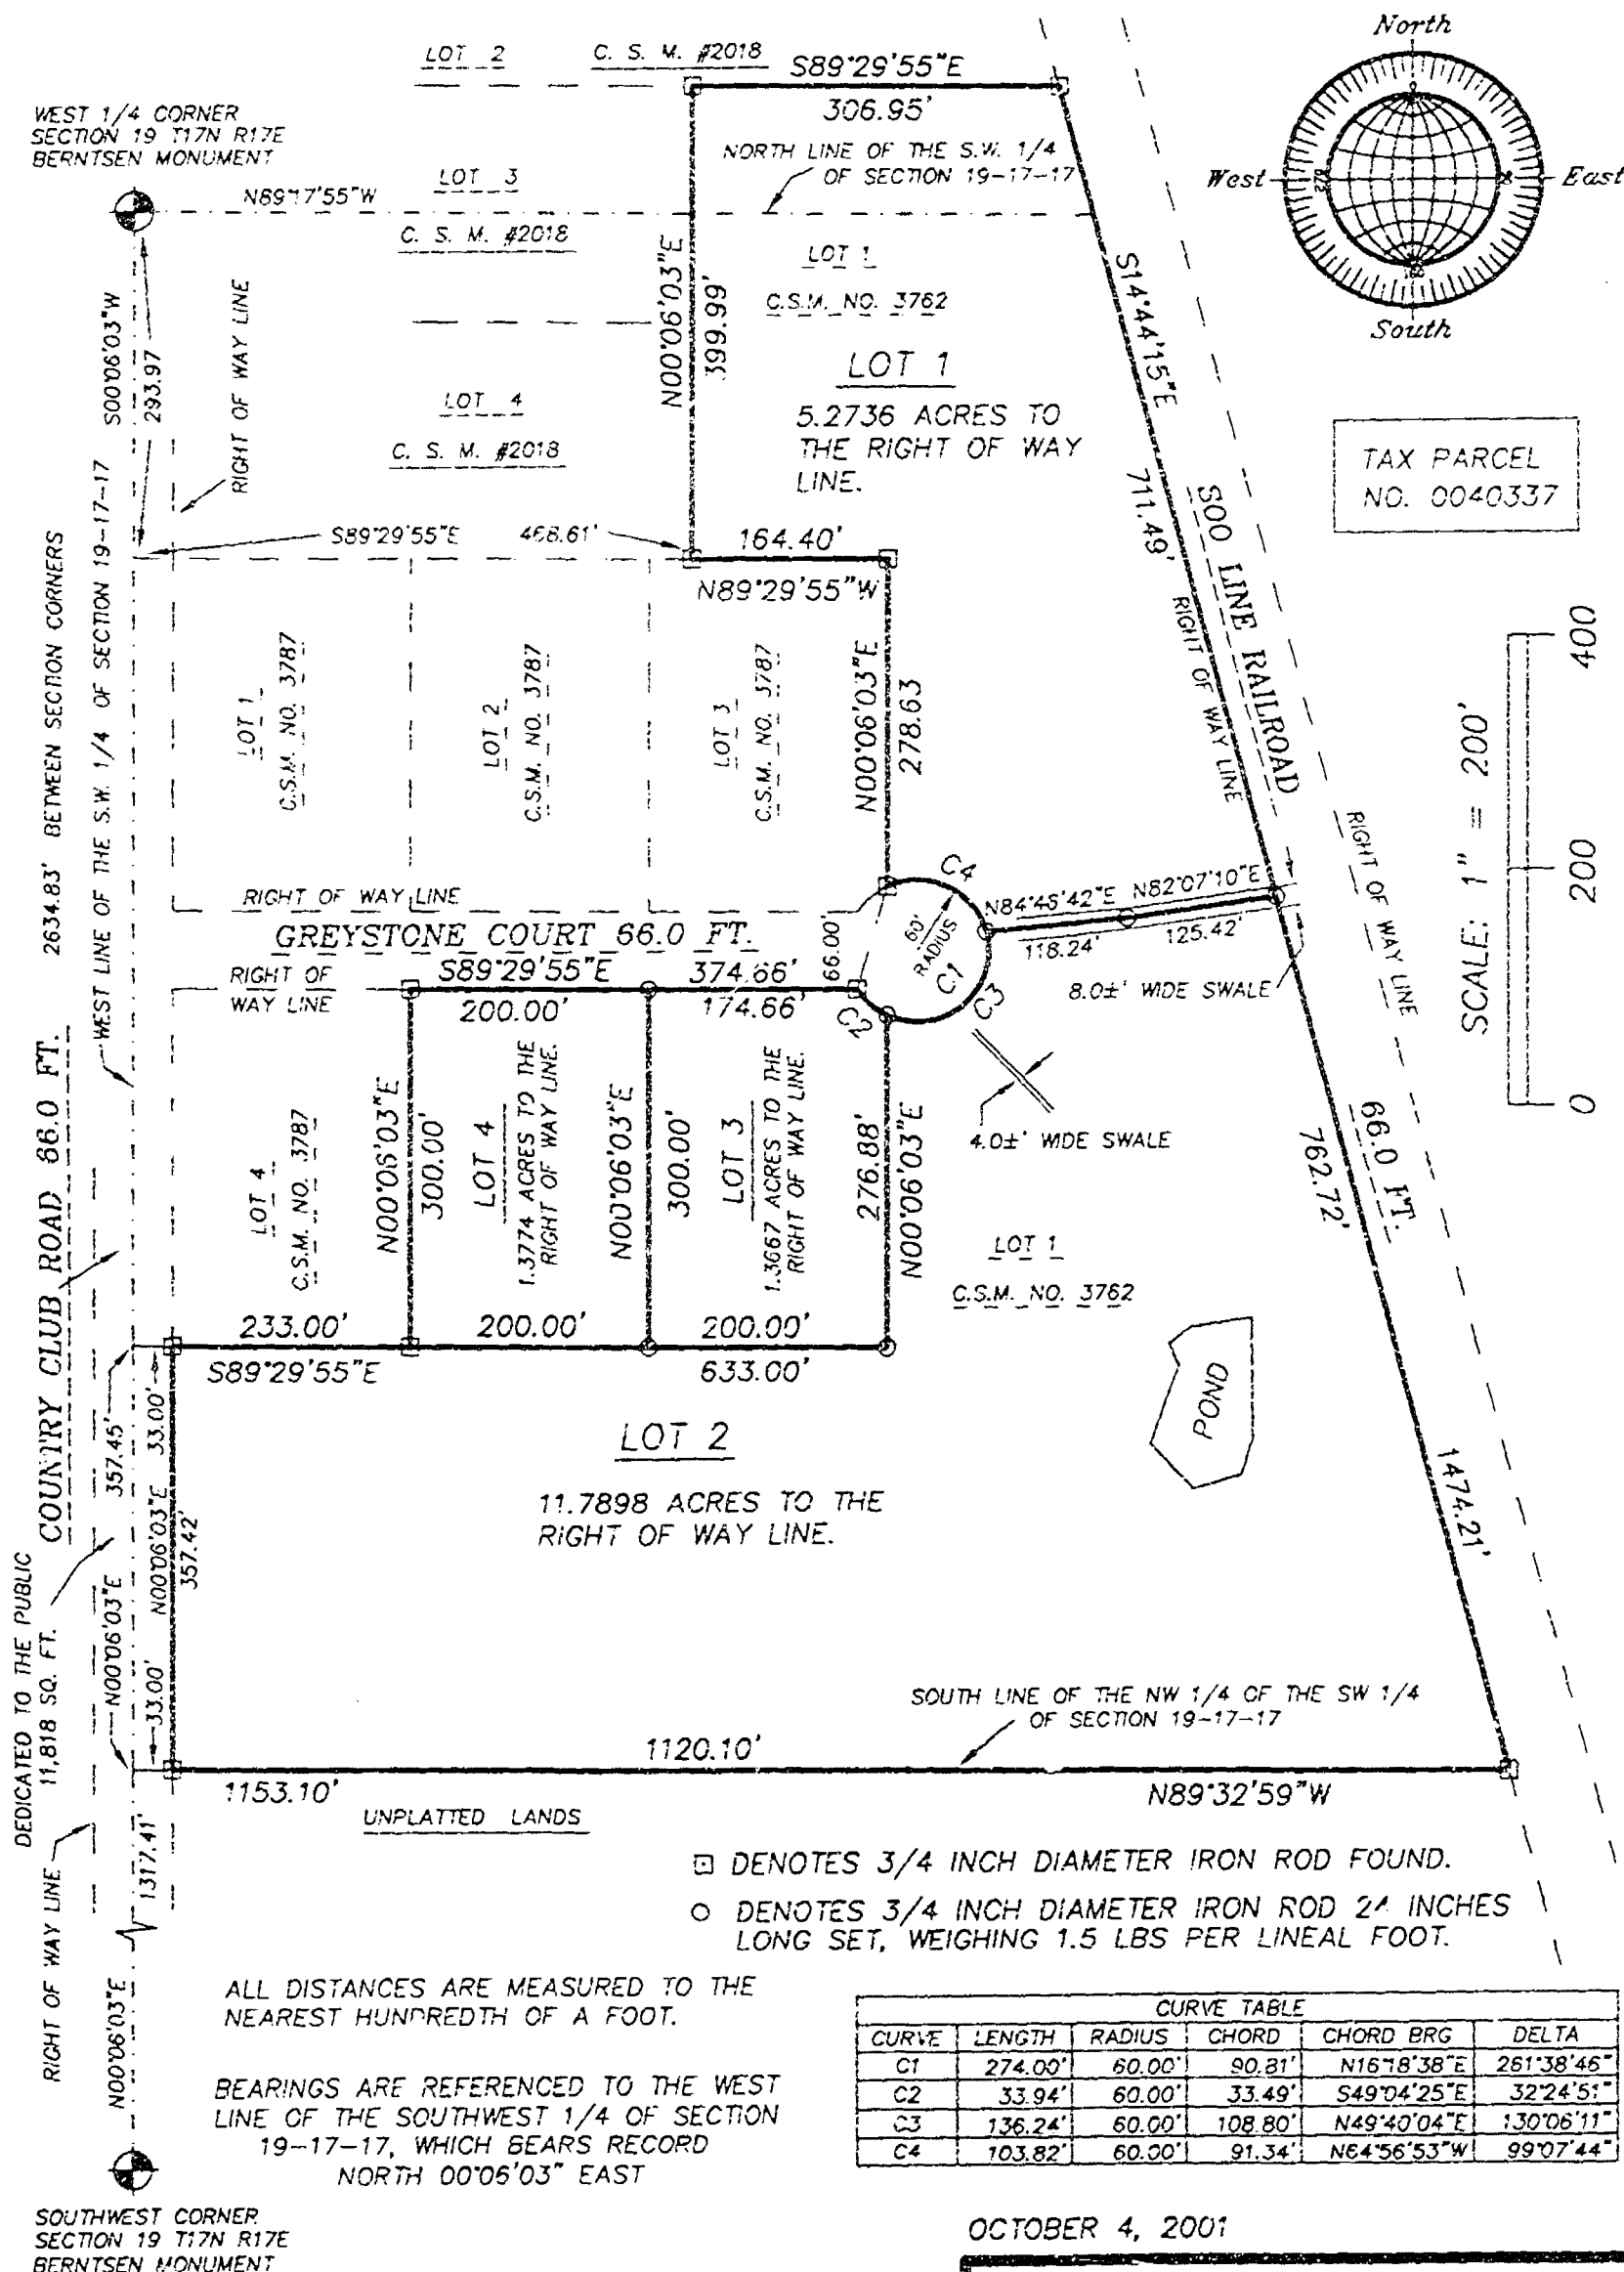 LOT 2
C. S. M. #2018
S89°29'55"E
306.95'
North
West
East
South
WEST 1/4 CORNER
SECTION 19 T17N R17E
BERNTSEN MONUMENT
NORTH LINE OF THE S.W. 1/4
OF SECTION 19-17-17
LOT 3
N89°17'55"W
C. S. M. #2018
LOT 1
C.S.M. NO. 3762
S00°06'03"W
293.97
RIGHT OF WAY LINE
N00°06'03"E
399.99'
S14°44'15"E
711.49'
LOT 1
5.2736 ACRES TO
THE RIGHT OF WAY
LINE.
LOT 4
C. S. M. #2018
TAX PARCEL
NO. 0040337
S89°29'55"E 468.61'
164.40'
N89°29'55"W
SOO LINE RAILROAD
RIGHT OF WAY LINE
RIGHT OF WAY LINE
66.0 FT.
2634.83' BETWEEN SECTION CORNERS
WEST LINE OF THE S.W. 1/4 OF SECTION 19-17-17
LOT 1
C.S.M. NO. 3787
LOT 2
C.S.M. NO. 3787
LOT 3
C.S.M. NO. 3787
N00°06'03"E
278.63
SCALE: 1" = 200'
400
200
0
RIGHT OF WAY LINE
GREYSTONE COURT 66.0 FT.
RIGHT OF
WAY LINE
S89°29'55"E 374.66'
200.00' 174.66'
66.00'
60'
RADIUS
C4
C1
C3
C2
N84°46'42"E
118.24'
N82°07'10"E
125.42'
8.0±' WIDE SWALE
4.0±' WIDE SWALE
COUNTRY CLUB ROAD 66.0 FT.
LOT 4
C.S.M. NO. 3787
N00°06'03"E
300.00'
LOT 4
1.3774 ACRES TO THE
RIGHT OF WAY LINE.
N00°06'03"E
300.00'
LOT 3
1.3667 ACRES TO THE
RIGHT OF WAY LINE.
276.88'
N00°06'03"E
LOT 1
C.S.M. NO. 3762
762.72'
1474.21'
233.00' 200.00' 200.00'
S89°29'55"E 633.00'
POND
LOT 2
11.7898 ACRES TO THE
RIGHT OF WAY LINE.
357.45'
N00°06'03"E
33.00'
N00°06'03"E
357.42'
33.00'
DEDICATED TO THE PUBLIC
11,818 SQ. FT.
SOUTH LINE OF THE NW 1/4 OF THE SW 1/4
OF SECTION 19-17-17
1120.10'
1153.10'
N89°32'59"W
UNPLATTED LANDS
RIGHT OF WAY LINE
1317.41'
N00°06'03"E
DENOTES 3/4 INCH DIAMETER IRON ROD FOUND.
DENOTES 3/4 INCH DIAMETER IRON ROD 24 INCHES
LONG SET, WEIGHING 1.5 LBS PER LINEAL FOOT.
ALL DISTANCES ARE MEASURED TO THE
NEAREST HUNDREDTH OF A FOOT.
BEARINGS ARE REFERENCED TO THE WEST
LINE OF THE SOUTHWEST 1/4 OF SECTION
19-17-17, WHICH BEARS RECORD
NORTH 00°06'03" EAST
CURVE TABLE
CURVE LENGTH RADIUS CHORD CHORD BRG DELTA
C1 274.00' 60.00' 90.81' N16°18'38"E 261°38'46"
C2 33.94' 60.00' 33.49' S49°04'25"E 32°24'51"
C3 136.24' 60.00' 108.80' N49°40'04"E 130°06'11"
C4 103.82' 60.00' 91.34' N64°56'53"W 99°07'44"
SOUTHWEST CORNER
SECTION 19 T17N R17E
BERNTSEN MONUMENT
OCTOBER 4, 2001